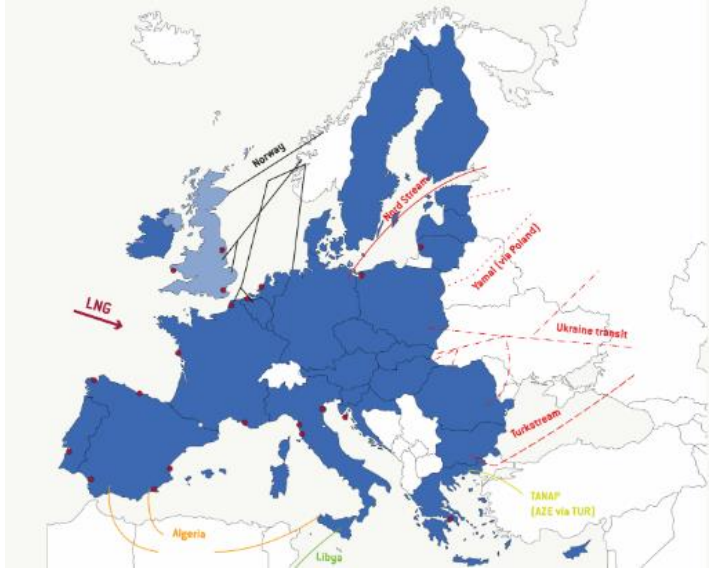 Norway
Nord Stream
Yamal (via Poland)
LNG
Ukraine transit
Turkstream
TANAP
(AZE via TUR)
Algeria
Libya